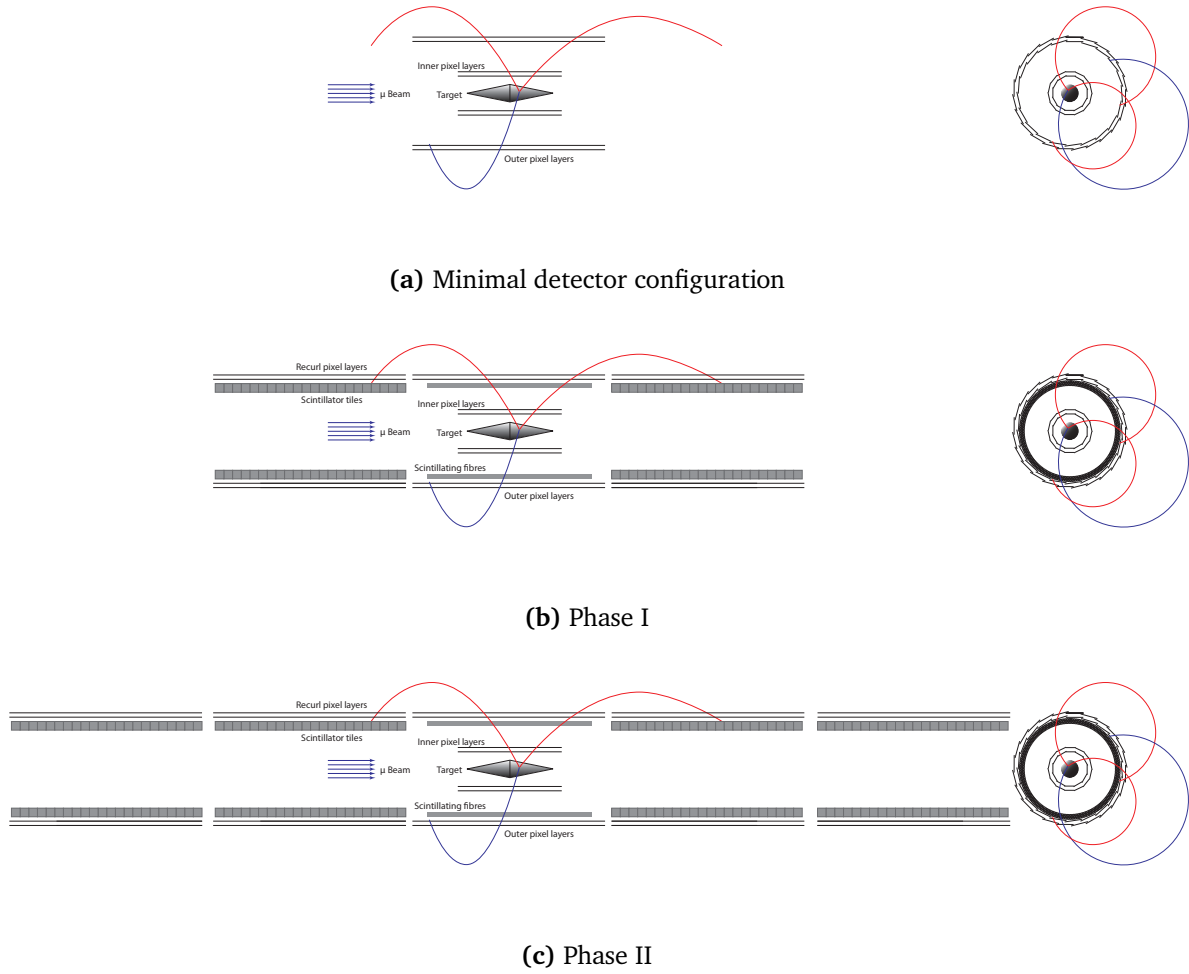 Inner pixel layers
μ Beam
Target
Outer pixel layers
(a) Minimal detector configuration
Recurl pixel layers
Scintillator tiles
Inner pixel layers
μ Beam
Target
Scintillating fibres
Outer pixel layers
(b) Phase I
Recurl pixel layers
Scintillator tiles
Inner pixel layers
μ Beam
Target
Scintillating fibres
Outer pixel layers
(c) Phase II